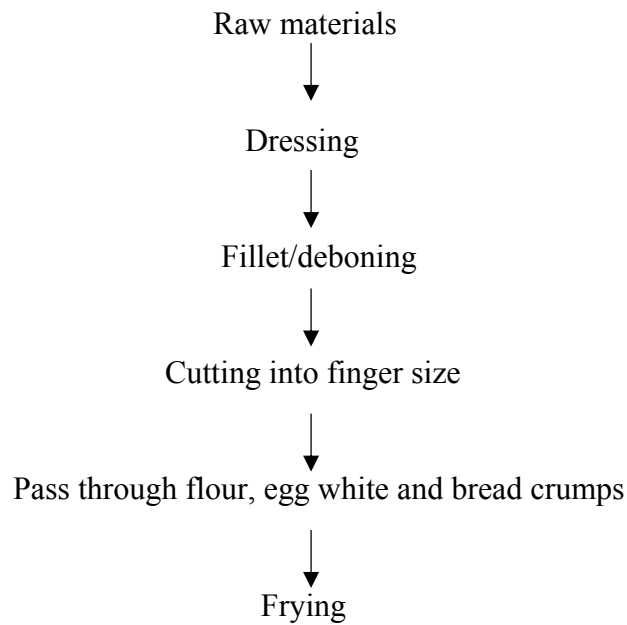 Raw materials
Dressing
Fillet/deboning
Cutting into finger size
Pass through flour, egg white and bread crumps
Frying